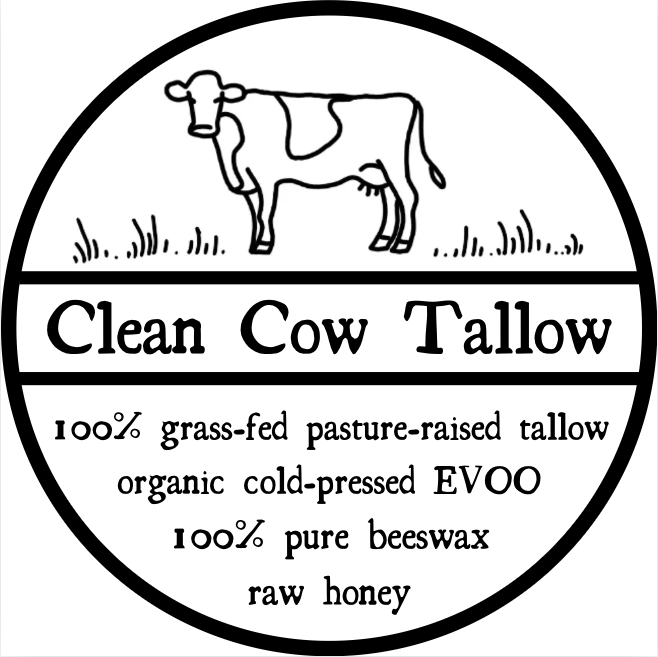 Clean Cow Tallow
100% grass-fed pasture-raised tallow
organic cold-pressed EVOO
100% pure beeswax
raw honey